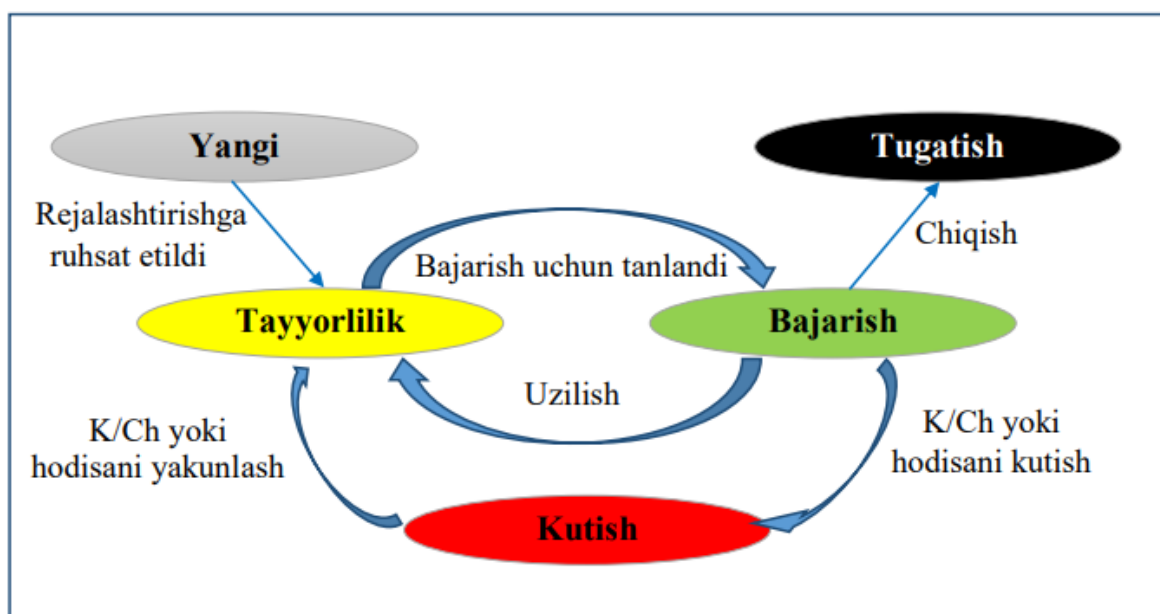 Yangi
Tugatish
Rejalashtirishga
ruhsat etildi
Chiqish
Bajarish uchun tanlandi
Tayyorlilik
Bajarish
Uzilish
K/Ch yoki
hodisani yakunlash
K/Ch yoki
hodisani kutish
Kutish